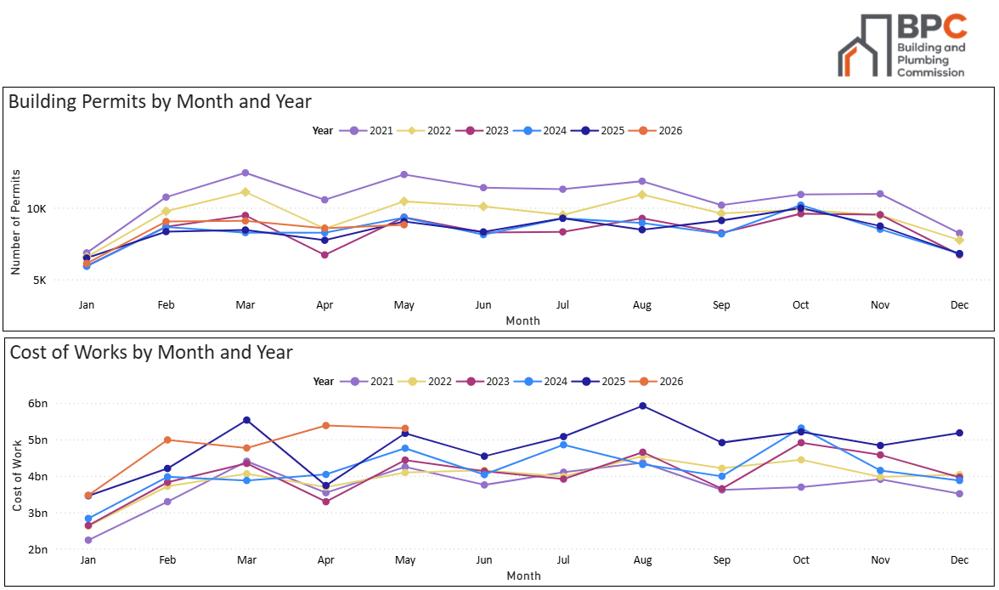 BPC
Building and
Plumbing
Commission
Building Permits by Month and Year
Year 2021 2022 2023 2024 2025 2026
Number of Permits
10K
5K
Jan Feb Mar Apr May Jun Jul Aug Sep Oct Nov Dec
Month
Cost of Works by Month and Year
Year 2021 2022 2023 2024 2025 2026
Cost of Work
6bn
5bn
4bn
3bn
2bn
Jan Feb Mar Apr May Jun Jul Aug Sep Oct Nov Dec
Month